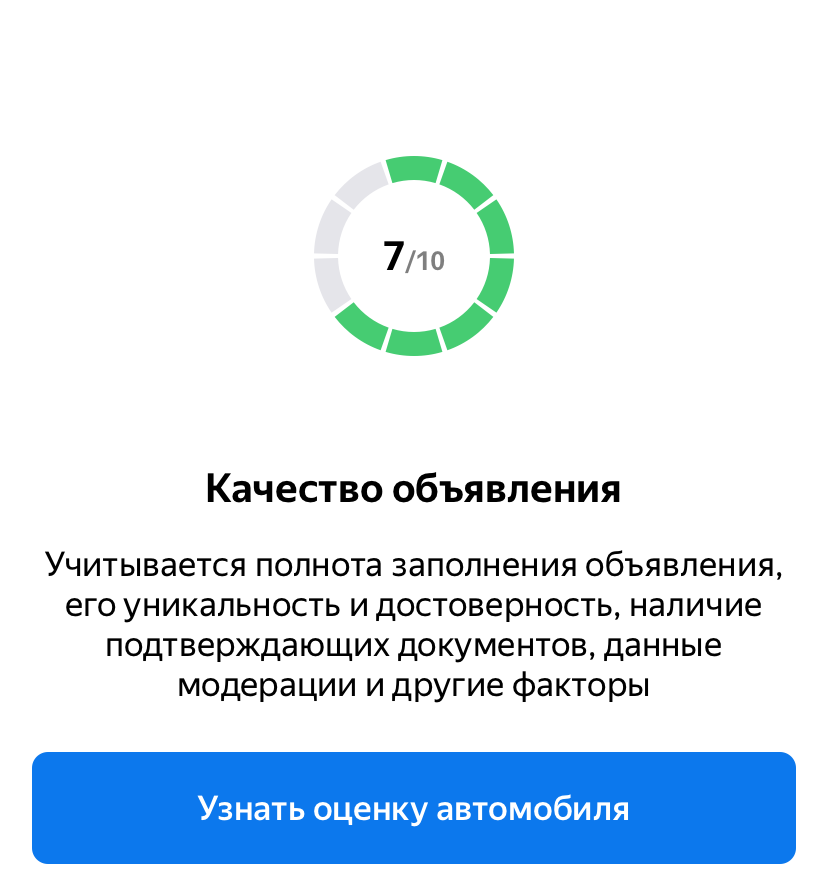 7/10
Качество объявления
Учитывается полнота заполнения объявления,
его уникальность и достоверность, наличие
подтверждающих документов, данные
модерации и другие факторы
Узнать оценку автомобиля